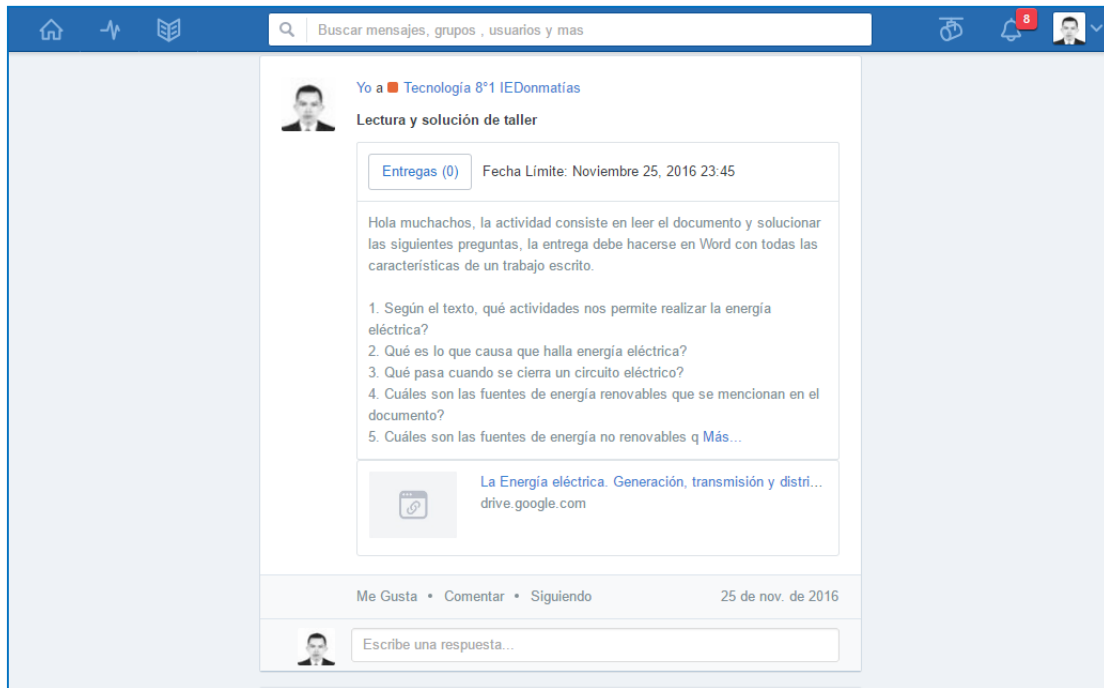 Buscar mensajes, grupos , usuarios y mas
8
Yo a Tecnología 8°1 IEDonmatías
Lectura y solución de taller
Entregas (0) Fecha Límite: Noviembre 25, 2016 23:45
Hola muchachos, la actividad consiste en leer el documento y solucionar
las siguientes preguntas, la entrega debe hacerse en Word con todas las
características de un trabajo escrito.
1. Según el texto, qué actividades nos permite realizar la energía
eléctrica?
2. Qué es lo que causa que halla energía eléctrica?
3. Qué pasa cuando se cierra un circuito eléctrico?
4. Cuáles son las fuentes de energía renovables que se mencionan en el
documento?
5. Cuáles son las fuentes de energía no renovables q Más...
La Energía eléctrica. Generación, transmisión y distri...
drive.google.com
Me Gusta • Comentar • Siguiendo 25 de nov. de 2016
Escribe una respuesta...